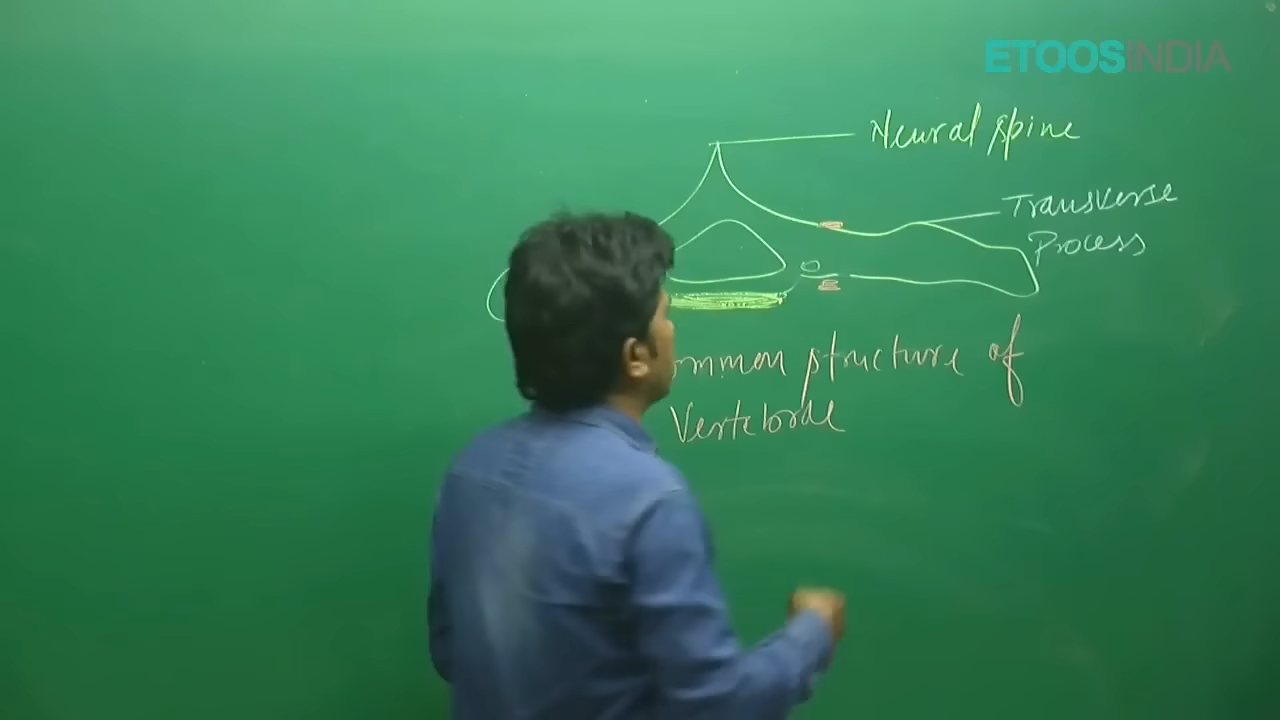 ETOOSINDIA
Neural spine
Transverse
Process
ommon structure of
Vertebrae